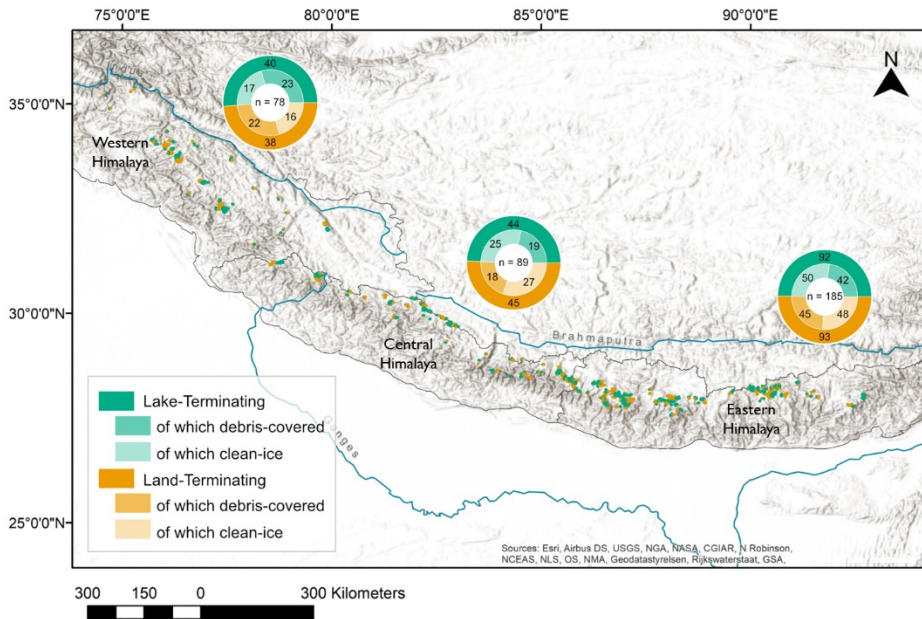 75°0'0"E 80°0'0"E 85°0'0"E 90°0'0"E
35°0'0"N
30°0'0"N
25°0'0"N
N
40
17 23
n = 78
22 16
38
Western
Himalaya
44
25 19
n = 89
18 27
45
92
50 42
n = 185
45 48
93
Brahmaputra
Central
Himalaya
Eastern
Himalaya
Ganges
Lake-Terminating
of which debris-covered
of which clean-ice
Land-Terminating
of which debris-covered
of which clean-ice
Sources: Esri, Airbus DS, USGS, NGA, NASA, CGIAR, N Robinson,
NCEAS, NLS, OS, NMA, Geodatastyrelsen, Rijkswaterstaat, GSA,
300 150 0 300 Kilometers